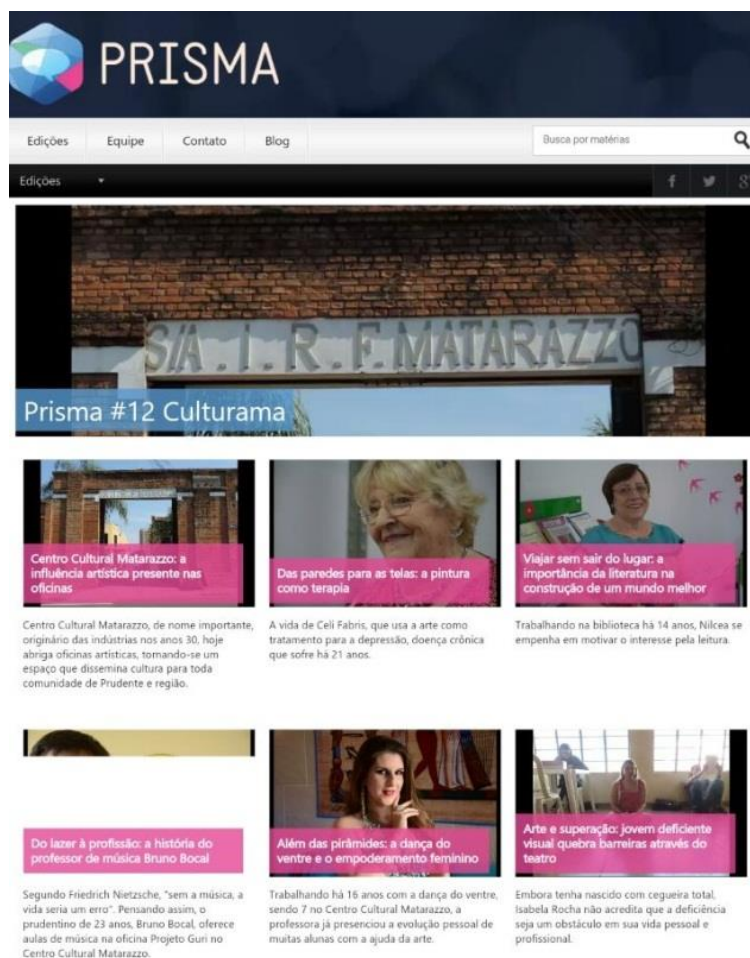 PRISMA
Edições Equipe Contato Blog Busca por matérias
Edições
S/A . I . R . F. MATARAZZO
Prisma #12 Culturama
Centro Cultural Matarazzo: a
influência artística presente nas
oficinas
Das paredes para as telas: a pintura
como terapia
Viajar sem sair do lugar: a
importância da literatura na
construção de um mundo melhor
Centro Cultural Matarazzo, de nome importante,
originário das indústrias nos anos 30, hoje
abriga oficinas artísticas, tornando-se um
espaço que dissemina cultura para toda
comunidade de Prudente e região.
A vida de Celi Fabris, que usa a arte como
tratamento para a depressão, doença crônica
que sofre há 21 anos.
Trabalhando na biblioteca há 14 anos, Nilcea se
empenha em motivar o interesse pela leitura.
Do lazer à profissão: a história do
professor de música Bruno Bocal
Além das pirâmides: a dança do
ventre e o empoderamento feminino
Arte e superação: jovem deficiente
visual quebra barreiras através do
teatro
Segundo Friedrich Nietzsche, "sem a música, a
vida seria um erro". Pensando assim, o
prudentino de 23 anos, Bruno Bocal, oferece
aulas de música na oficina Projeto Guri no
Centro Cultural Matarazzo.
Trabalhando há 16 anos com a dança do ventre,
sendo 7 no Centro Cultural Matarazzo, a
professora já presenciou a evolução pessoal de
muitas alunas com a ajuda da arte.
Embora tenha nascido com cegueira total,
Isabela Rocha não acredita que a deficiência
seja um obstáculo em sua vida pessoal e
profissional.